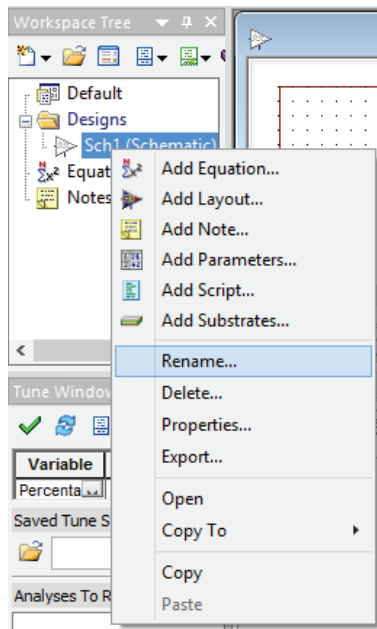 Workspace Tree
Default
Designs
Sch1 (Schematic)
Equat
Notes
Add Equation...
Add Layout...
Add Note...
Add Parameters...
Add Script...
Add Substrates...
Rename...
Delete...
Properties...
Export...
Open
Copy To
Copy
Paste
Tune Window
Variable
Percenta
Saved Tune S
Analyses To R